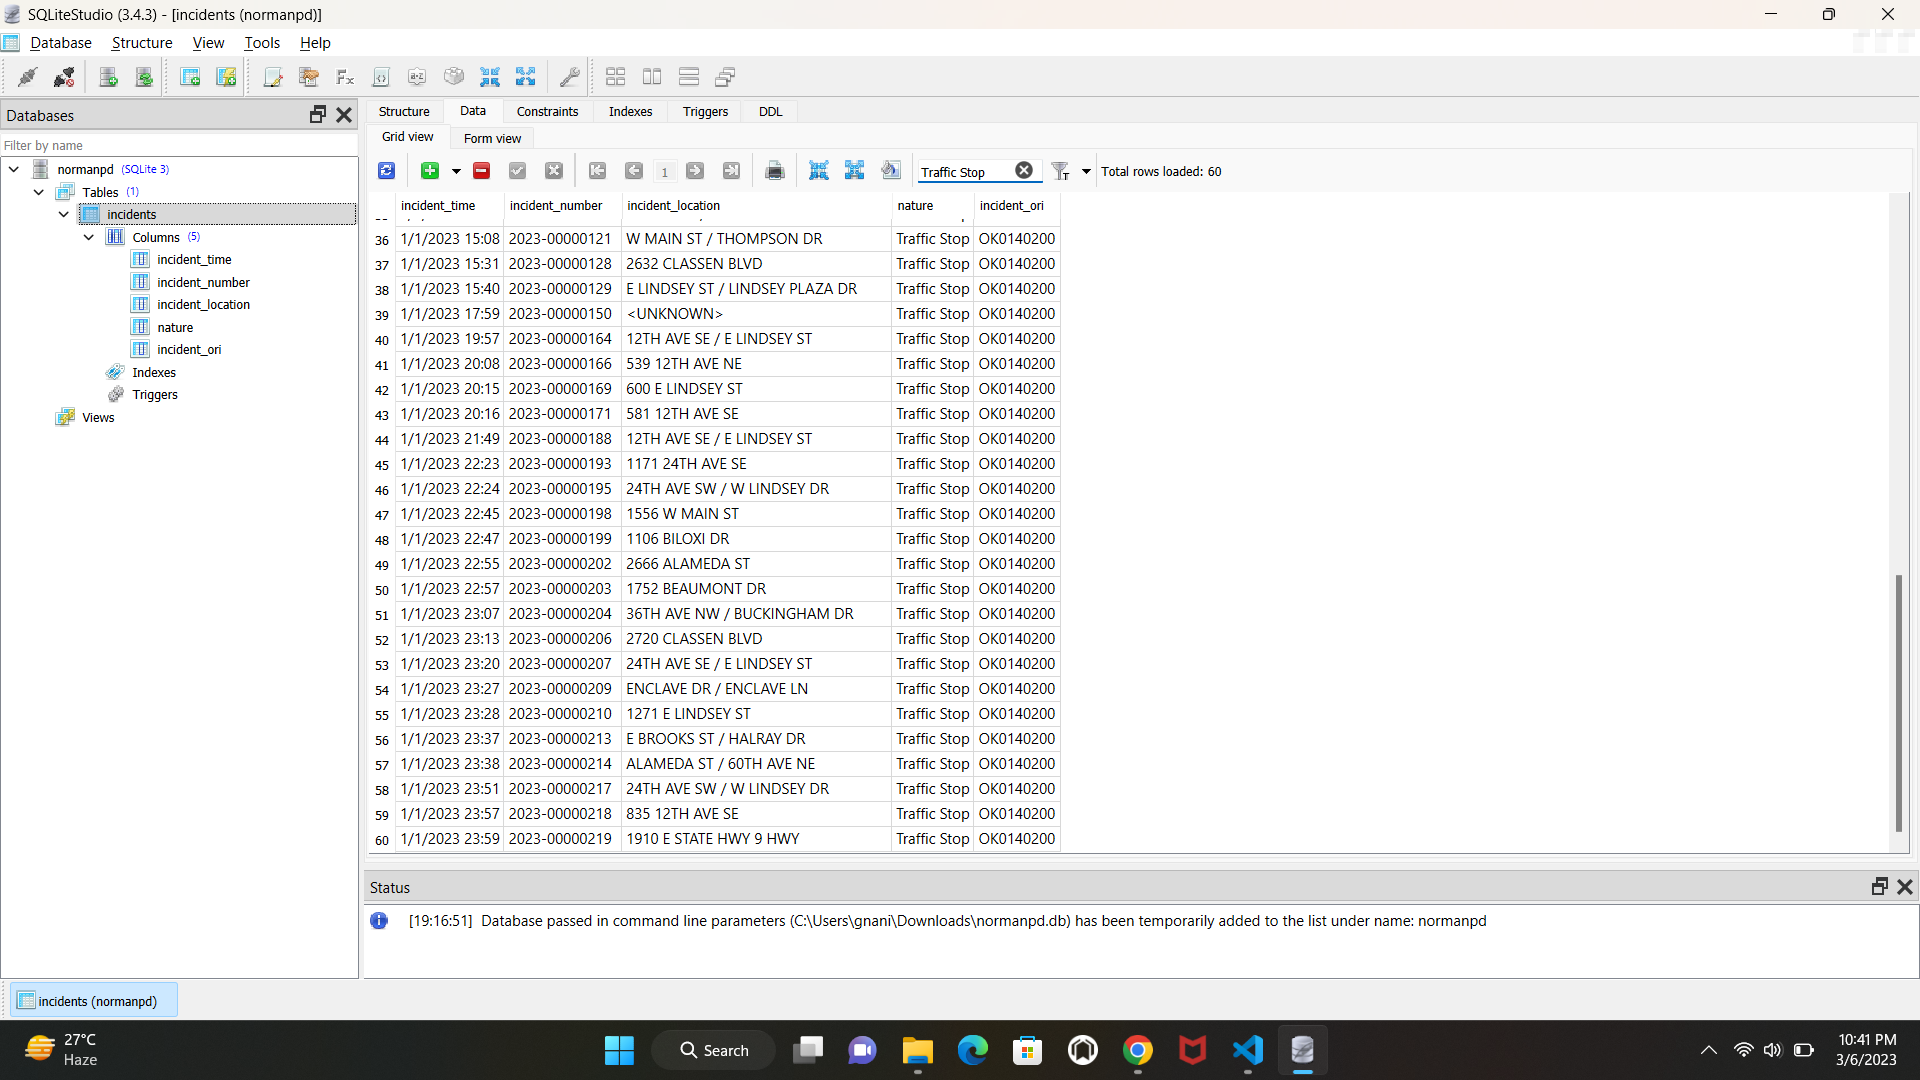 SQLiteStudio (3.4.3) - [incidents (normanpd)]
Database Structure View Tools Help
Databases
Filter by name
normanpd (SQLite 3)
Tables (1)
incidents
Columns (5)
incident_time
incident_number
incident_location
nature
incident_ori
Indexes
Triggers
Views
Structure Data Constraints Indexes Triggers DDL
Grid view Form view
1 Traffic Stop Total rows loaded: 60
incident_time incident_number incident_location nature incident_ori
36 1/1/2023 15:08 2023-00000121 W MAIN ST / THOMPSON DR Traffic Stop OK0140200
37 1/1/2023 15:31 2023-00000128 2632 CLASSEN BLVD Traffic Stop OK0140200
38 1/1/2023 15:40 2023-00000129 E LINDSEY ST / LINDSEY PLAZA DR Traffic Stop OK0140200
39 1/1/2023 17:59 2023-00000150 <UNKNOWN> Traffic Stop OK0140200
40 1/1/2023 19:57 2023-00000164 12TH AVE SE / E LINDSEY ST Traffic Stop OK0140200
41 1/1/2023 20:08 2023-00000166 539 12TH AVE NE Traffic Stop OK0140200
42 1/1/2023 20:15 2023-00000169 600 E LINDSEY ST Traffic Stop OK0140200
43 1/1/2023 20:16 2023-00000171 581 12TH AVE SE Traffic Stop OK0140200
44 1/1/2023 21:49 2023-00000188 12TH AVE SE / E LINDSEY ST Traffic Stop OK0140200
45 1/1/2023 22:23 2023-00000193 1171 24TH AVE SE Traffic Stop OK0140200
46 1/1/2023 22:24 2023-00000195 24TH AVE SW / W LINDSEY DR Traffic Stop OK0140200
47 1/1/2023 22:45 2023-00000198 1556 W MAIN ST Traffic Stop OK0140200
48 1/1/2023 22:47 2023-00000199 1106 BILOXI DR Traffic Stop OK0140200
49 1/1/2023 22:55 2023-00000202 2666 ALAMEDA ST Traffic Stop OK0140200
50 1/1/2023 22:57 2023-00000203 1752 BEAUMONT DR Traffic Stop OK0140200
51 1/1/2023 23:07 2023-00000204 36TH AVE NW / BUCKINGHAM DR Traffic Stop OK0140200
52 1/1/2023 23:13 2023-00000206 2720 CLASSEN BLVD Traffic Stop OK0140200
53 1/1/2023 23:20 2023-00000207 24TH AVE SE / E LINDSEY ST Traffic Stop OK0140200
54 1/1/2023 23:27 2023-00000209 ENCLAVE DR / ENCLAVE LN Traffic Stop OK0140200
55 1/1/2023 23:28 2023-00000210 1271 E LINDSEY ST Traffic Stop OK0140200
56 1/1/2023 23:37 2023-00000213 E BROOKS ST / HALRAY DR Traffic Stop OK0140200
57 1/1/2023 23:38 2023-00000214 ALAMEDA ST / 60TH AVE NE Traffic Stop OK0140200
58 1/1/2023 23:51 2023-00000217 24TH AVE SW / W LINDSEY DR Traffic Stop OK0140200
59 1/1/2023 23:57 2023-00000218 835 12TH AVE SE Traffic Stop OK0140200
60 1/1/2023 23:59 2023-00000219 1910 E STATE HWY 9 HWY Traffic Stop OK0140200
Status
[19:16:51] Database passed in command line parameters (C:\Users\gnani\Downloads\normanpd.db) has been temporarily added to the list under name: normanpd
incidents (normanpd)
27°C
Haze
Search
10:41 PM
3/6/2023